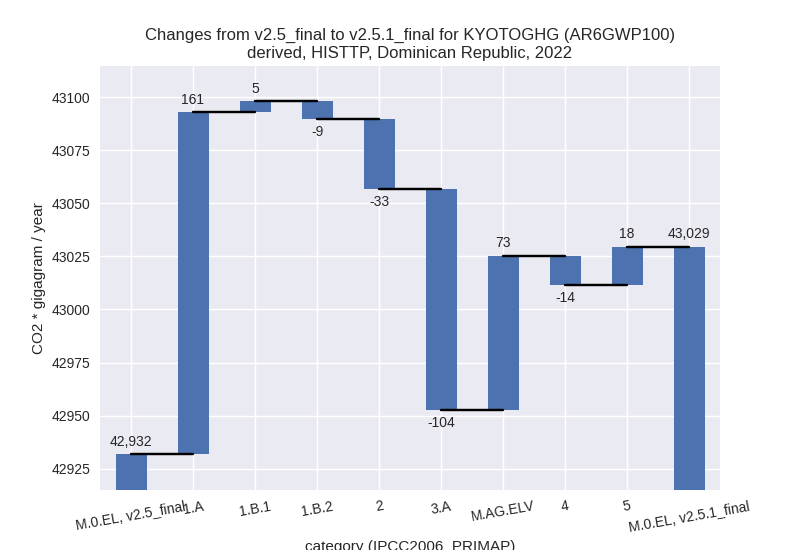 Changes from v2.5_final to v2.5.1_final for KYOTOGHG (AR6GWP100)
derived, HISTTP, Dominican Republic, 2022
CO2 * gigagram / year
43100
43075
43050
43025
43000
42975
42950
42925
42,932
161
5
-9
-33
-104
73
-14
18
43,029
M.0.EL, v2.5_final
1.A
1.B.1
1.B.2
2
3.A
M.AG.ELV
4
5
M.0.EL, v2.5.1_final
category (IPCC2006_PRIMAP)